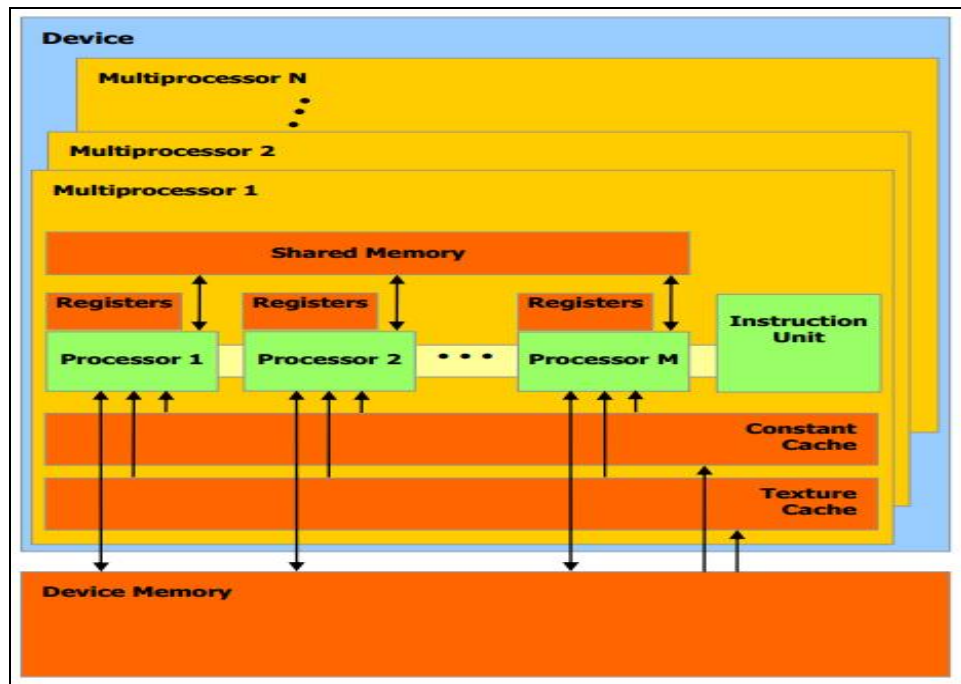 Device
Multiprocessor N
Multiprocessor 2
Multiprocessor 1
Shared Memory
Registers
Registers
Registers
Processor 1
Processor 2
• • •
Processor M
Instruction
Unit
Constant
Cache
Texture
Cache
Device Memory